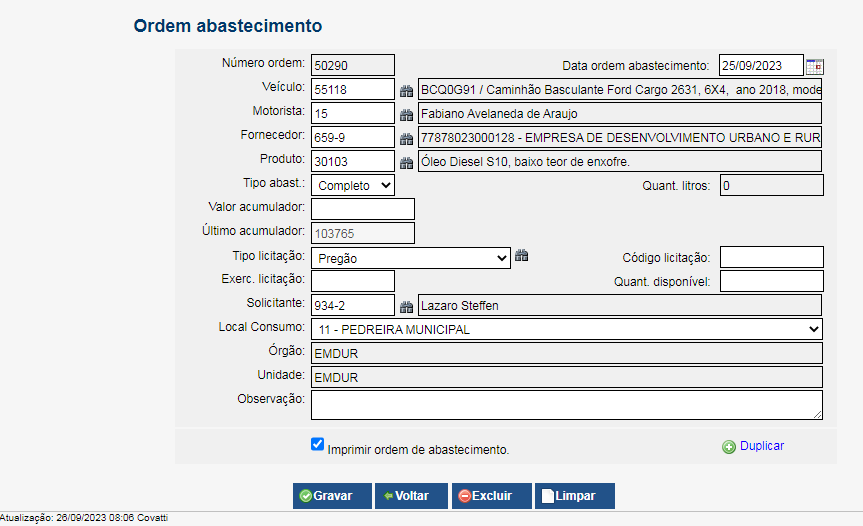 Ordem abastecimento
Número ordem: 50290 Data ordem abastecimento: 25/09/2023
Veículo: 55118 BCQ0G91 / Caminhão Basculante Ford Cargo 2631, 6X4, ano 2018, mode
Motorista: 15 Fabiano Avelaneda de Araujo
Fornecedor: 659-9 77878023000128 - EMPRESA DE DESENVOLVIMENTO URBANO E RUR
Produto: 30103 Óleo Diesel S10, baixo teor de enxofre.
Tipo abast.: Completo Quant. litros: 0
Valor acumulador:
Último acumulador: 103765
Tipo licitação: Pregão Código licitação:
Exerc. licitação: Quant. disponível:
Solicitante: 934-2 Lazaro Steffen
Local Consumo: 11 - PEDREIRA MUNICIPAL
Órgão: EMDUR
Unidade: EMDUR
Observação:
Imprimir ordem de abastecimento. Duplicar
Gravar Voltar Excluir Limpar
Atualização: 26/09/2023 08:06 Covatti